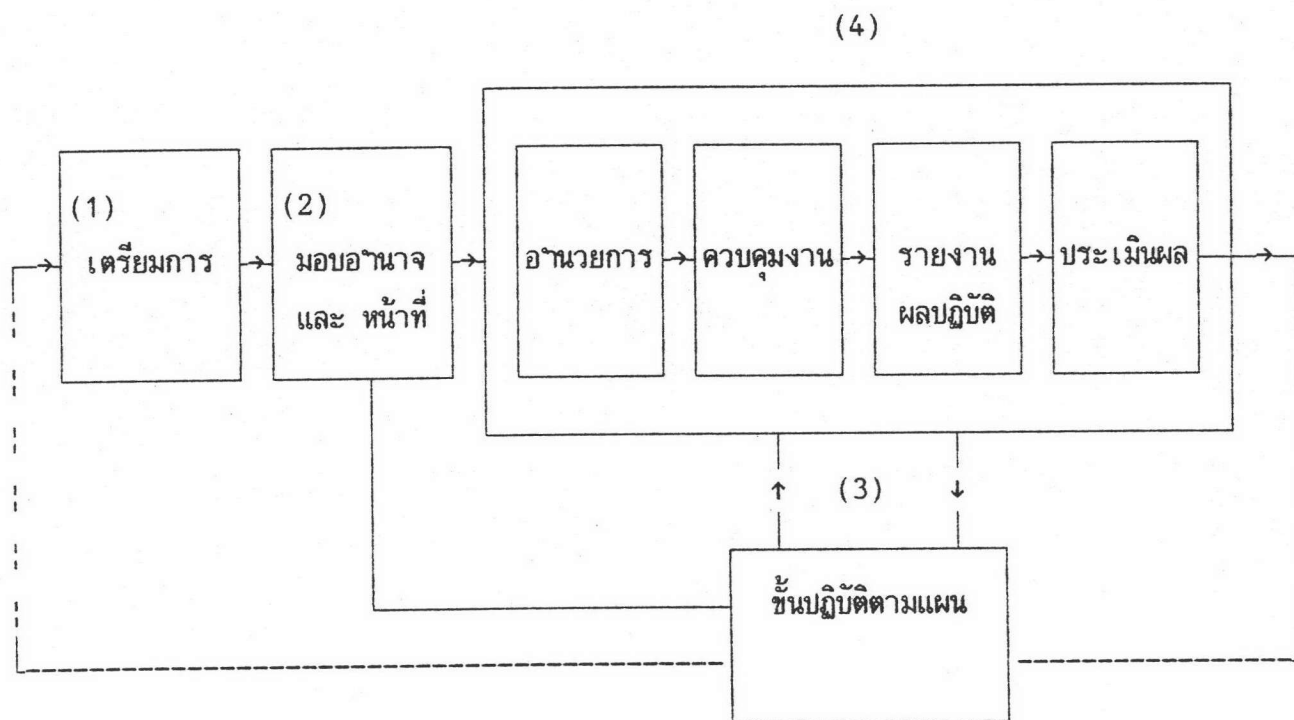 (4)
(1)
เตรียมการ
(2)
มอบอำนาจ
และ หน้าที่
อำนวยการ
ควบคุมงาน
รายงาน
ผลปฏิบัติ
ประเมินผล
(3)
ขั้นปฏิบัติตามแผน